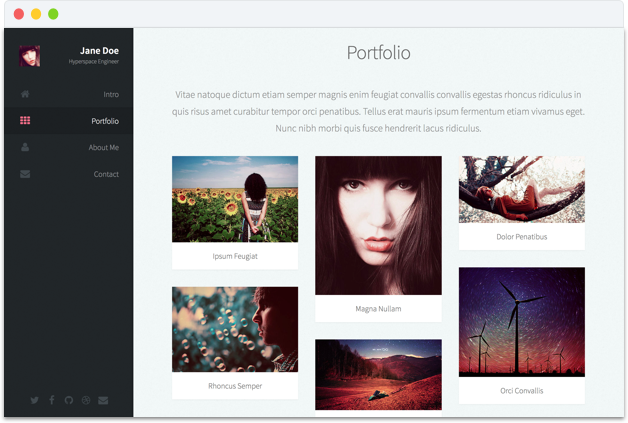 Jane Doe
Hyperspace Engineer
Intro
Portfolio
About Me
Contact
Portfolio
Vitae natoque dictum etiam semper magnis enim feugiat convallis convallis egestas rhoncus ridiculus in
quis risus amet curabitur tempor orci penatibus. Tellus erat mauris ipsum fermentum etiam vivamus eget.
Nunc nibh morbi quis fusce hendrerit lacus ridiculus.
Ipsum Feugiat
Magna Nullam
Dolor Penatibus
Rhoncus Semper
Orci Convallis